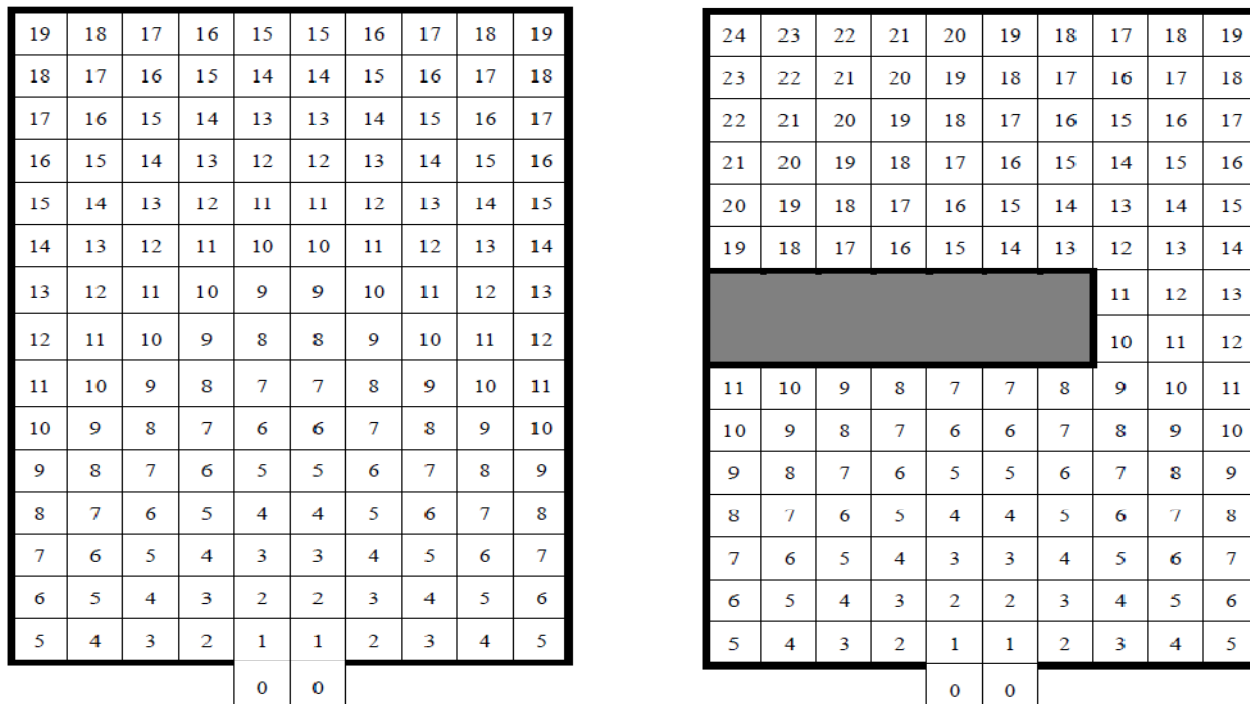 19 18 17 16 15 15 16 17 18 19
18 17 16 15 14 14 15 16 17 18
17 16 15 14 13 13 14 15 16 17
16 15 14 13 12 12 13 14 15 16
15 14 13 12 11 11 12 13 14 15
14 13 12 11 10 10 11 12 13 14
13 12 11 10 9 9 10 11 12 13
12 11 10 9 8 8 9 10 11 12
11 10 9 8 7 7 8 9 10 11
10 9 8 7 6 6 7 8 9 10
9 8 7 6 5 5 6 7 8 9
8 7 6 5 4 4 5 6 7 8
7 6 5 4 3 3 4 5 6 7
6 5 4 3 2 2 3 4 5 6
5 4 3 2 1 1 2 3 4 5
0 0
24 23 22 21 20 19 18 17 18 19
23 22 21 20 19 18 17 16 17 18
22 21 20 19 18 17 16 15 16 17
21 20 19 18 17 16 15 14 15 16
20 19 18 17 16 15 14 13 14 15
19 18 17 16 15 14 13 12 13 14
11 12 13
10 11 12
11 10 9 8 7 7 8 9 10 11
10 9 8 7 6 6 7 8 9 10
9 8 7 6 5 5 6 7 8 9
8 7 6 5 4 4 5 6 7 8
7 6 5 4 3 3 4 5 6 7
6 5 4 3 2 2 3 4 5 6
5 4 3 2 1 1 2 3 4 5
0 0